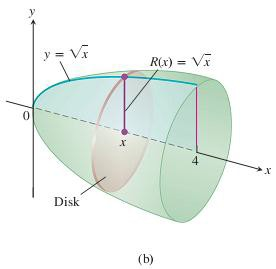 y
y = √x
R(x) = √x
0
x
4
x
Disk
(b)